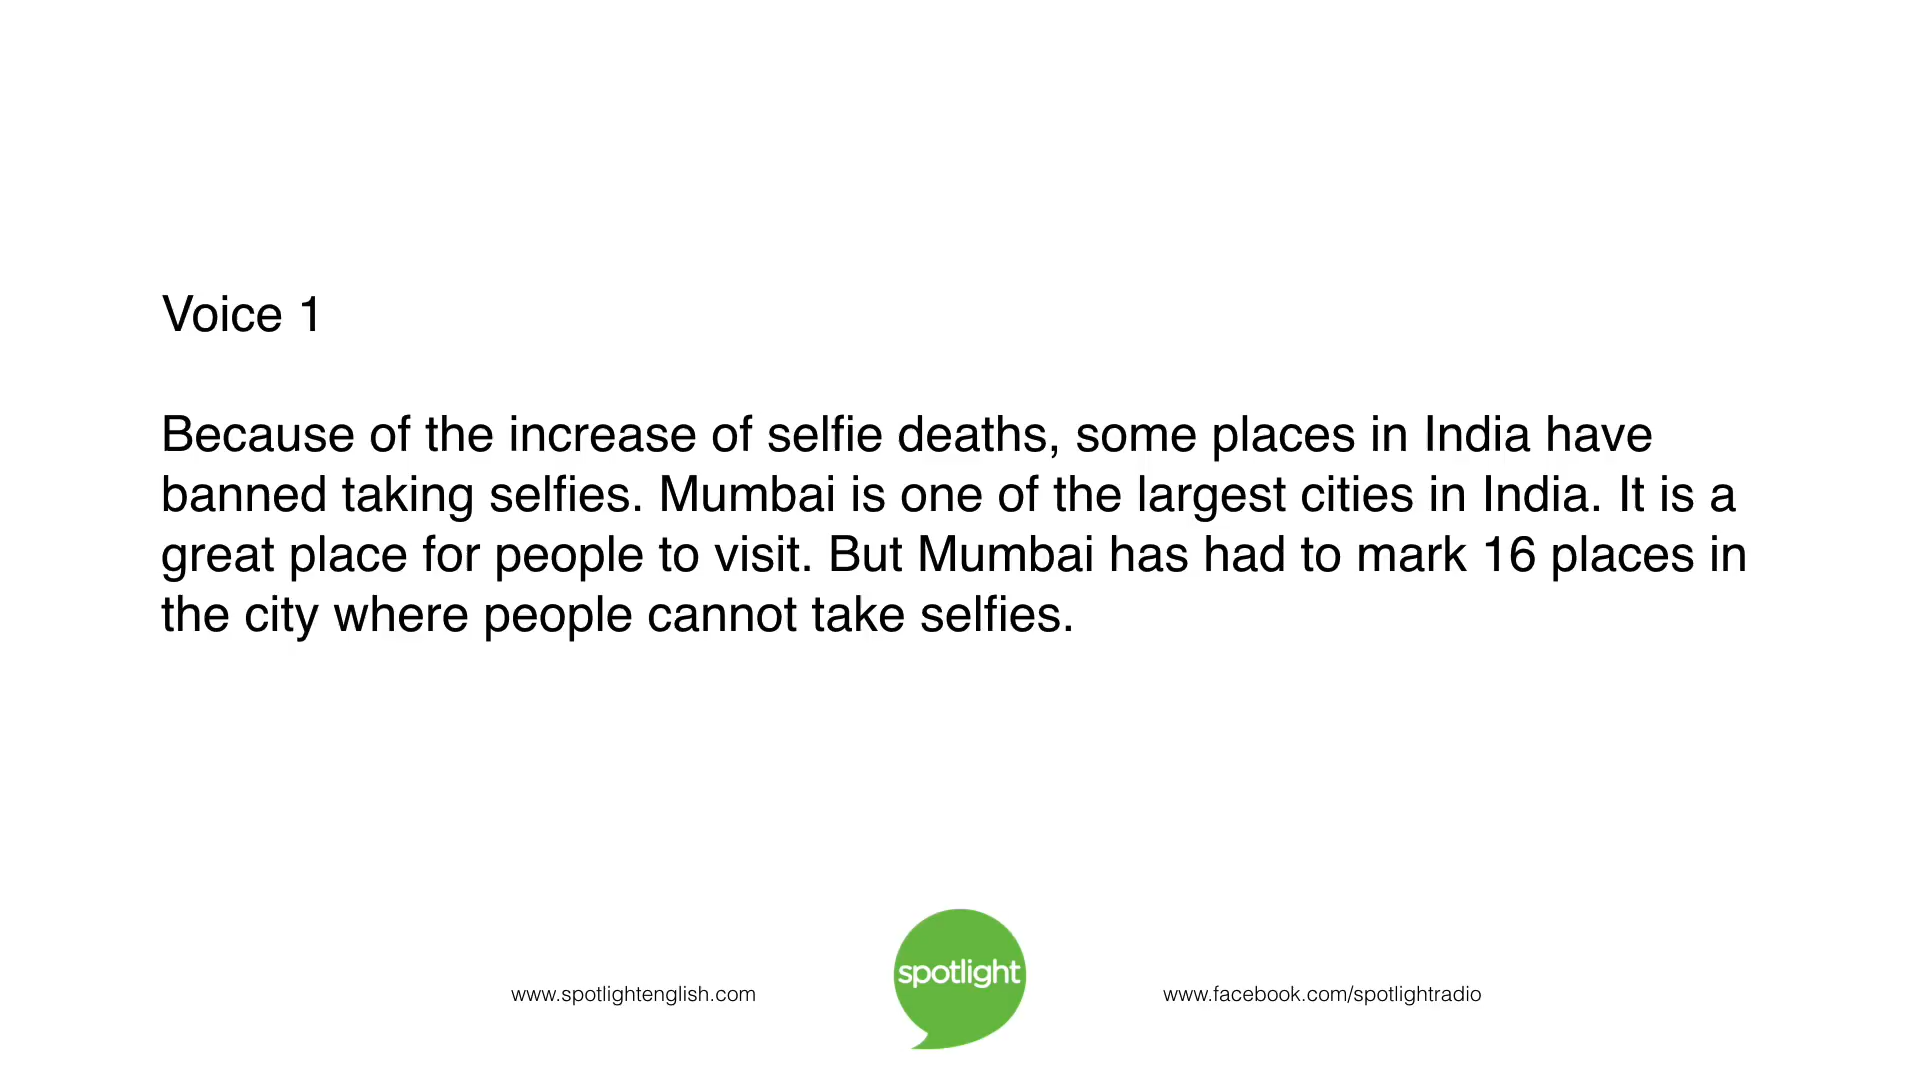 Voice 1
Because of the increase of selfie deaths, some places in India have
banned taking selfies. Mumbai is one of the largest cities in India. It is a
great place for people to visit. But Mumbai has had to mark 16 places in
the city where people cannot take selfies.
spotlight
www.spotlightenglish.com
www.facebook.com/spotlightradio